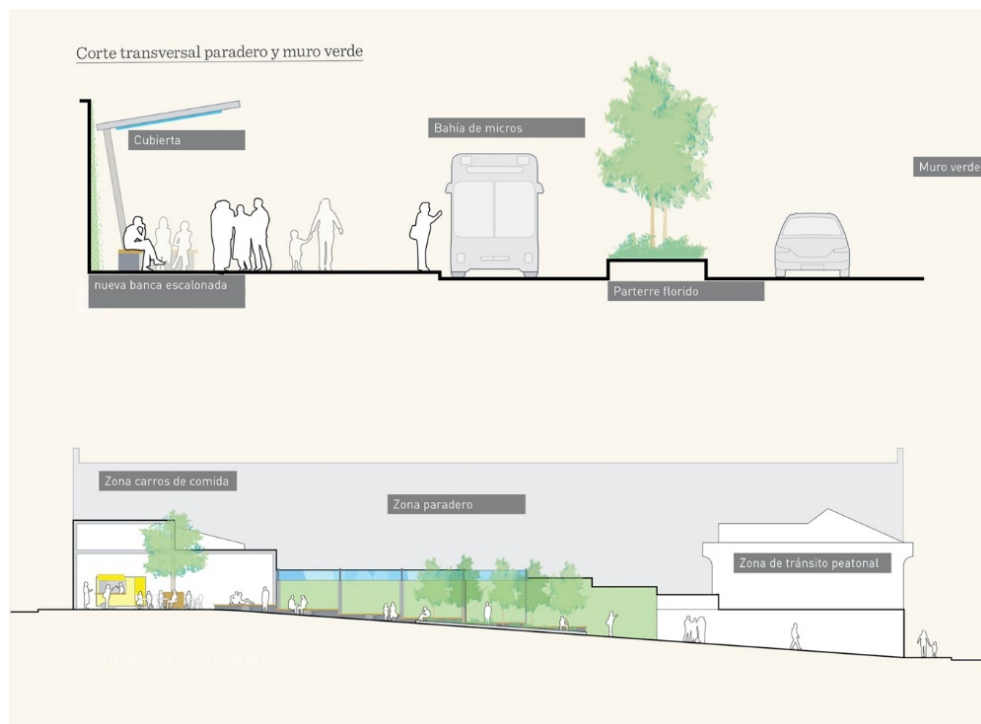 Corte transversal paradero y muro verde
Cubierta
Bahía de micros
Muro verde
nueva banca escalonada
Parterre florido
Zona carros de comida
Zona paradero
Zona de tránsito peatonal